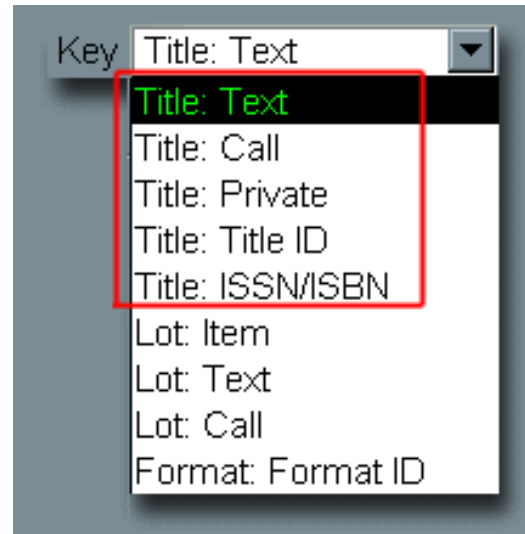 Key Title: Text
Title: Text
Title: Call
Title: Private
Title: Title ID
Title: ISSN/ISBN
Lot: Item
Lot: Text
Lot: Call
Format: Format ID